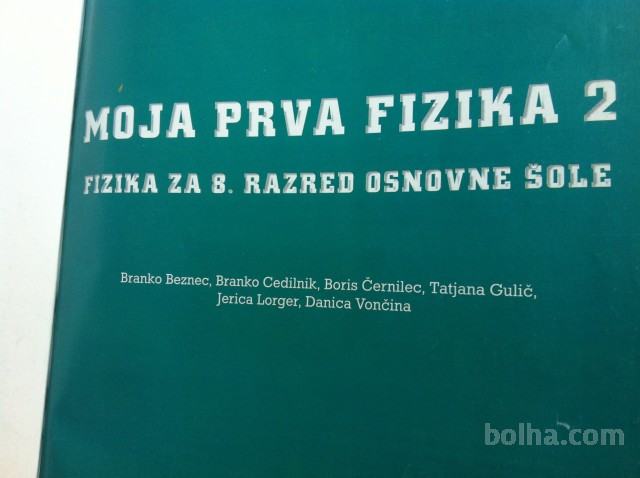 MOJA PRVA FIZIKA 2
FIZIKA ZA 8. RAZRED OSNOVNE ŠOLE
Branko Beznec, Branko Cedilnik, Boris Černilec, Tatjana Gulič,
Jerica Lorger, Danica Vončina
bolha.com